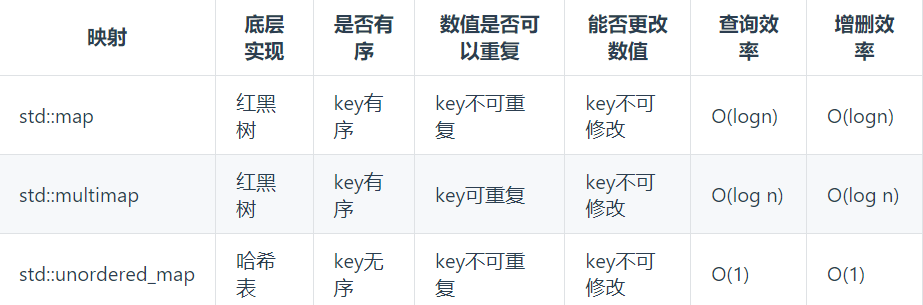 映射 底层实现 是否有序 数值是否可以重复 能否更改数值 查询效率 增删效率
std::map 红黑树 key有序 key不可重复 key不可修改 O(logn) O(logn)
std::multimap 红黑树 key有序 key可重复 key不可修改 O(log n) O(log n)
std::unordered_map 哈希表 key无序 key不可重复 key不可修改 O(1) O(1)